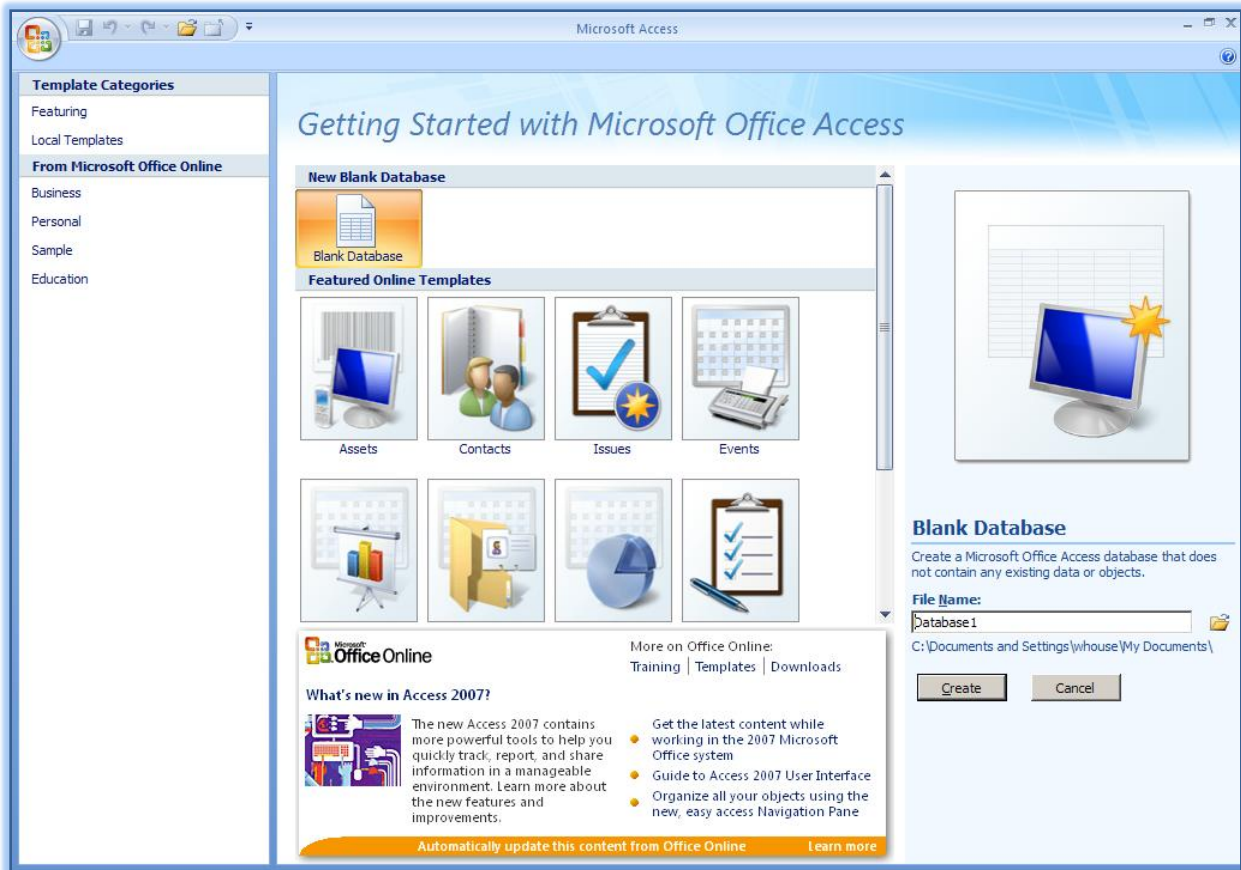 Microsoft Access
Template Categories
Featuring
Local Templates
From Microsoft Office Online
Business
Personal
Sample
Education
Getting Started with Microsoft Office Access
New Blank Database
Blank Database
Featured Online Templates
Assets
Contacts
Issues
Events
Microsoft
Office Online
More on Office Online:
Training | Templates | Downloads
What's new in Access 2007?
The new Access 2007 contains
more powerful tools to help you
quickly track, report, and share
information in a manageable
environment. Learn more about
the new features and
improvements.
Get the latest content while
working in the 2007 Microsoft
Office system
Guide to Access 2007 User Interface
Organize all your objects using the
new, easy access Navigation Pane
Automatically update this content from Office Online
Learn more
Blank Database
Create a Microsoft Office Access database that does
not contain any existing data or objects.
File Name:
Database1
C:\Documents and Settings\whouse\My Documents\
Create
Cancel